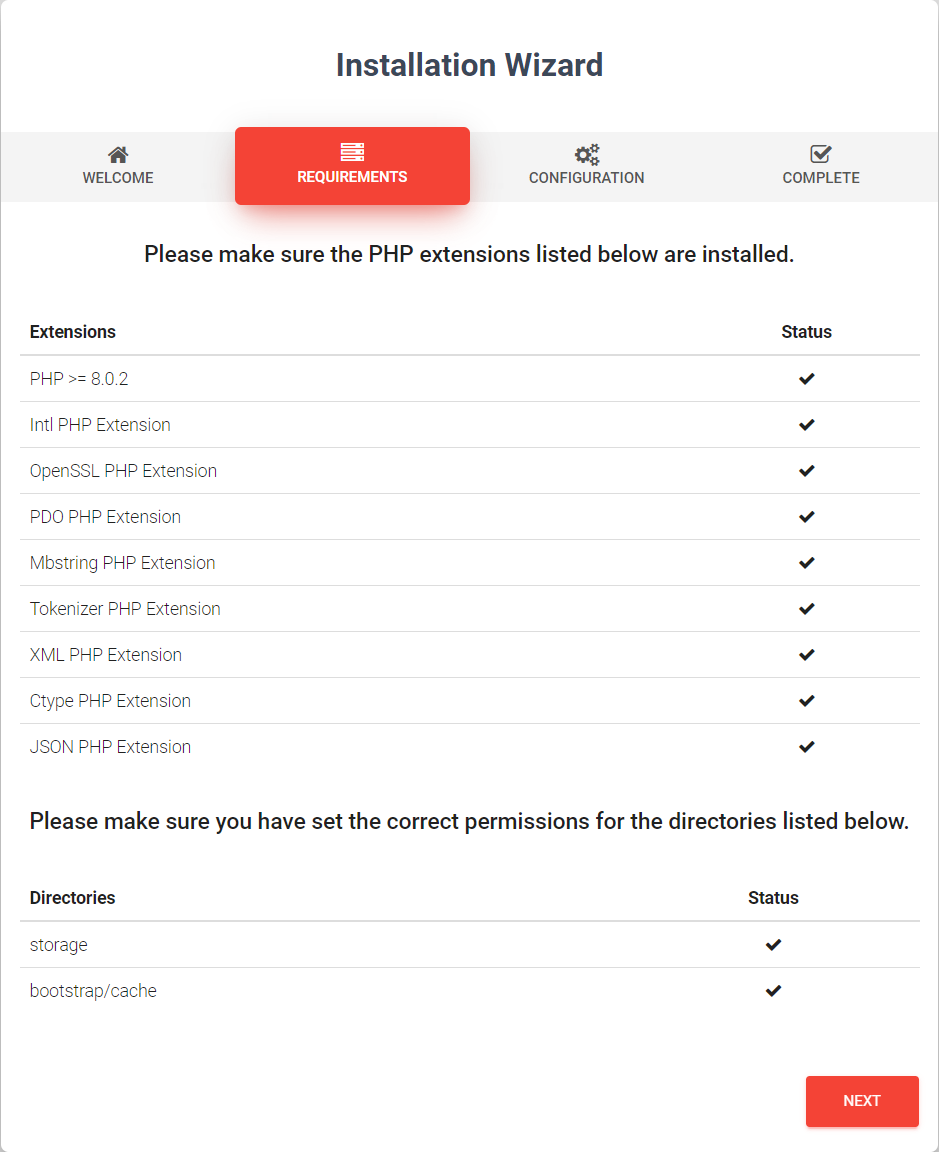 Installation Wizard
WELCOME
REQUIREMENTS
CONFIGURATION
COMPLETE
Please make sure the PHP extensions listed below are installed.
Extensions Status
PHP >= 8.0.2
Intl PHP Extension
OpenSSL PHP Extension
PDO PHP Extension
Mbstring PHP Extension
Tokenizer PHP Extension
XML PHP Extension
Ctype PHP Extension
JSON PHP Extension
Please make sure you have set the correct permissions for the directories listed below.
Directories Status
storage
bootstrap/cache
NEXT